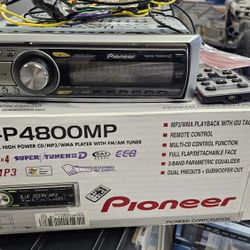 Pioneer
-P4800MP
HIGH POWER CD/MP3/WMA PLAYER WITH FM/AM TUNER
x4 SUPER TUNER III D EEQ
MP3
• MP3/WMA PLAYBACK WITH ID3 TAG
• REMOTE CONTROL
• MULTI-CD CONTROL FUNCTION
• FULL FLAP/DETACHABLE FACE
• 3-BAND PARAMETRIC EQUALIZER
• DUAL PREOUTS • SUBWOOFER OUT
Pioneer
PIONEER CORPORATION